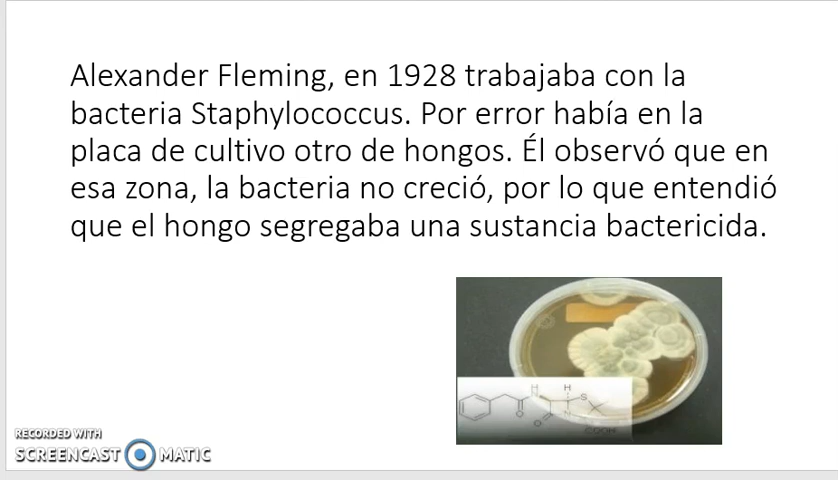 Alexander Fleming, en 1928 trabajaba con la
bacteria Staphylococcus. Por error había en la
placa de cultivo otro de hongos. Él observó que en
esa zona, la bacteria no creció, por lo que entendió
que el hongo segregaba una sustancia bactericida.
H H
S
O
N
O
COOH
RECORDED WITH
SCREENCAST MATIC